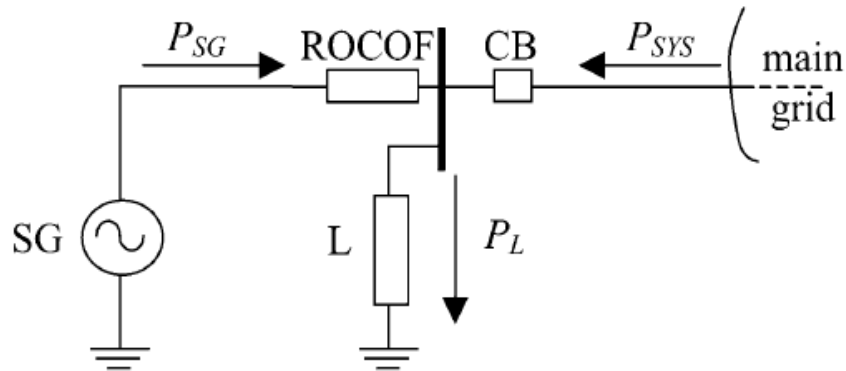 P_SG ROCOF CB P_SYS main
grid
SG L P_L